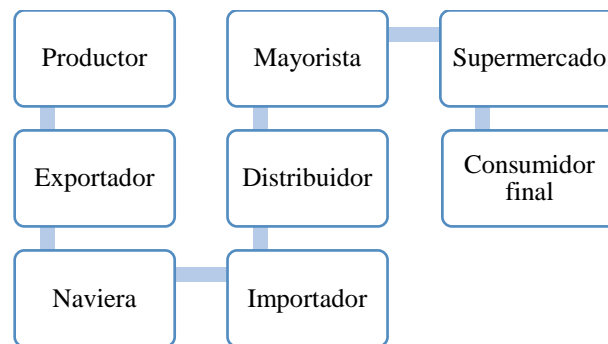 Productor
Exportador
Naviera
Importador
Distribuidor
Mayorista
Supermercado
Consumidor
final